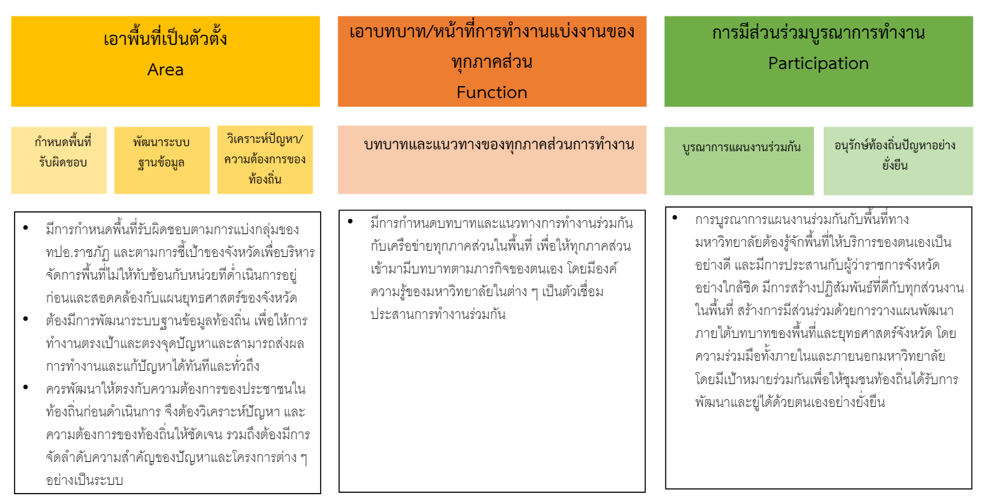 เอาพื้นที่เป็นตัวตั้ง
Area
เอาบทบาท/หน้าที่การทำงานแบ่งงานของ
ทุกภาคส่วน
Function
การมีส่วนร่วมบูรณาการทำงาน
Participation
กำหนดพื้นที่
รับผิดชอบ
พัฒนาระบบ
ฐานข้อมูล
วิเคราะห์ปัญหา/
ความต้องการของ
ท้องถิ่น
บทบาทและแนวทางของทุกภาคส่วนการทำงาน
บูรณาการแผนงานร่วมกัน
อนุรักษ์ท้องถิ่นปัญหาอย่าง
ยั่งยืน
• มีการกำหนดพื้นที่รับผิดชอบตามการแบ่งกลุ่มของ
ทปอ.ราชภัฏ และตามการชี้เป้าของจังหวัดเพื่อบริหาร
จัดการพื้นที่ไม่ให้ทับซ้อนกับหน่วยที่ดำเนินการอยู่
ก่อนและสอดคล้องกับแผนยุทธศาสตร์ของจังหวัด
• ต้องมีการพัฒนาระบบฐานข้อมูลท้องถิ่น เพื่อให้การ
ทำงานตรงเป้าและตรงจุดปัญหาและสามารถส่งผล
การทำงานและแก้ปัญหาได้ทันทีและทั่วถึง
• ควรพัฒนาให้ตรงกับความต้องการของประชาชนใน
ท้องถิ่นก่อนดำเนินการ จึงต้องวิเคราะห์ปัญหา และ
ความต้องการของท้องถิ่นให้ชัดเจน รวมถึงต้องมีการ
จัดลำดับความสำคัญของปัญหาและโครงการต่าง ๆ
อย่างเป็นระบบ
• มีการกำหนดบทบาทและแนวทางการทำงานร่วมกัน
กับเครือข่ายทุกภาคส่วนในพื้นที่ เพื่อให้ทุกภาคส่วน
เข้ามามีบทบาทตามภารกิจของตนเอง โดยมีองค์
ความรู้ของมหาวิทยาลัยในต่าง ๆ เป็นตัวเชื่อม
ประสานการทำงานร่วมกัน
• การบูรณาการแผนงานร่วมกันกับพื้นที่ทาง
มหาวิทยาลัยต้องรู้จักพื้นที่ให้บริการของตนเองเป็น
อย่างดี และมีการประสานกับผู้ว่าราชการจังหวัด
อย่างใกล้ชิด มีการสร้างปฏิสัมพันธ์ที่ดีกับทุกส่วนงาน
ในพื้นที่ สร้างการมีส่วนร่วมด้วยการวางแผนพัฒนา
ภายใต้บทบาทของพื้นที่และยุทธศาสตร์จังหวัด โดย
ความร่วมมือทั้งภายในและภายนอกมหาวิทยาลัย
โดยมีเป้าหมายร่วมกันเพื่อให้ชุมชนท้องถิ่นได้รับการ
พัฒนาและยู่ได้ด้วยตนเองอย่างยั่งยืน